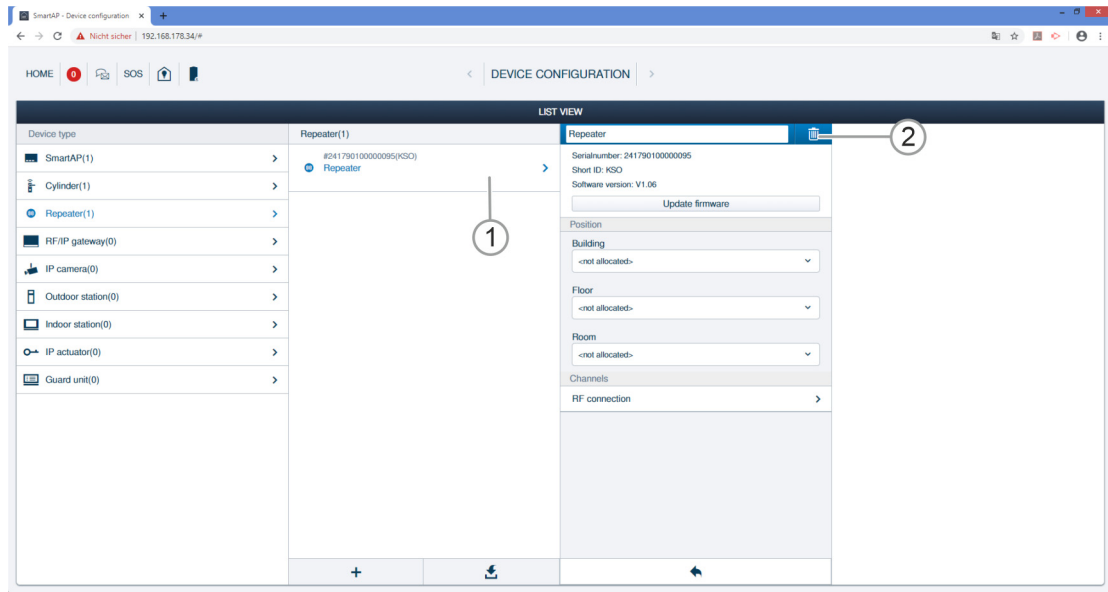 SmartAP - Device configuration
Nicht sicher | 192.168.178.34/#
HOME 0 SOS DEVICE CONFIGURATION
LIST VIEW
Device type
SmartAP(1)
Cylinder(1)
Repeater(1)
RF/IP gateway(0)
IP camera(0)
Outdoor station(0)
Indoor station(0)
IP actuator(0)
Guard unit(0)
Repeater(1)
#241790100000095(KSO)
Repeater
1
Repeater
2
Serialnumber: 241790100000095
Short ID: KSO
Software version: V1.06
Update firmware
Position
Building
<not allocated>
Floor
<not allocated>
Room
<not allocated>
Channels
RF connection